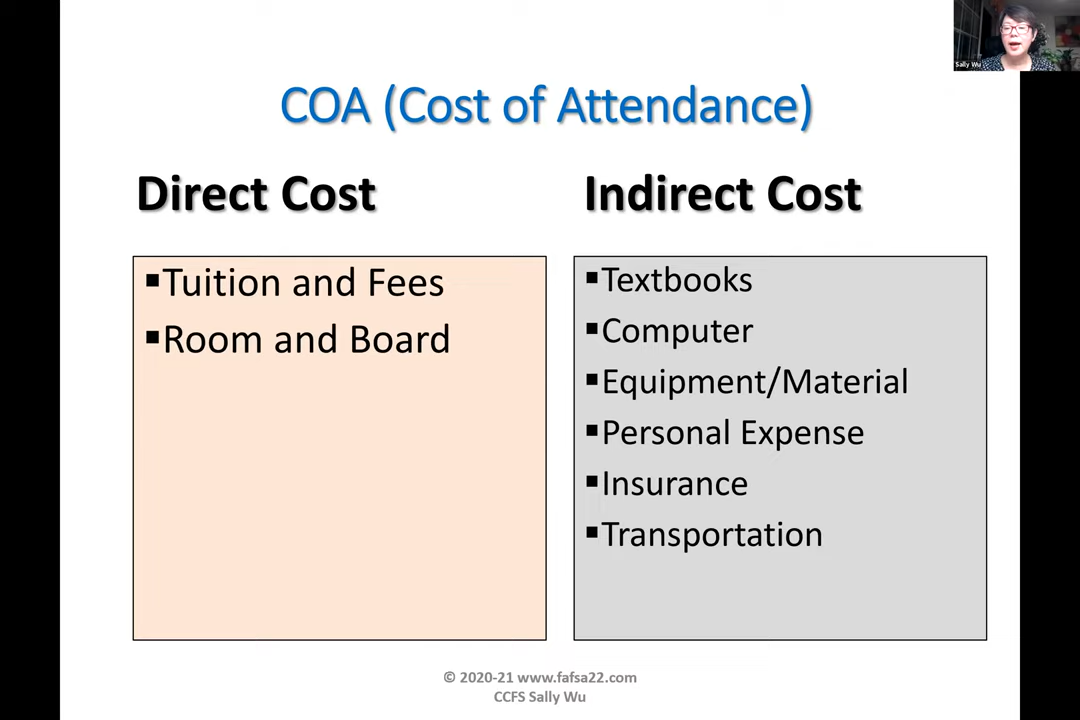 Sally Wu
COA (Cost of Attendance)
Direct Cost
▪Tuition and Fees
▪Room and Board
Indirect Cost
▪Textbooks
▪Computer
▪Equipment/Material
▪Personal Expense
▪Insurance
▪Transportation
© 2020-21 www.fafsa22.com
CCFS Sally Wu